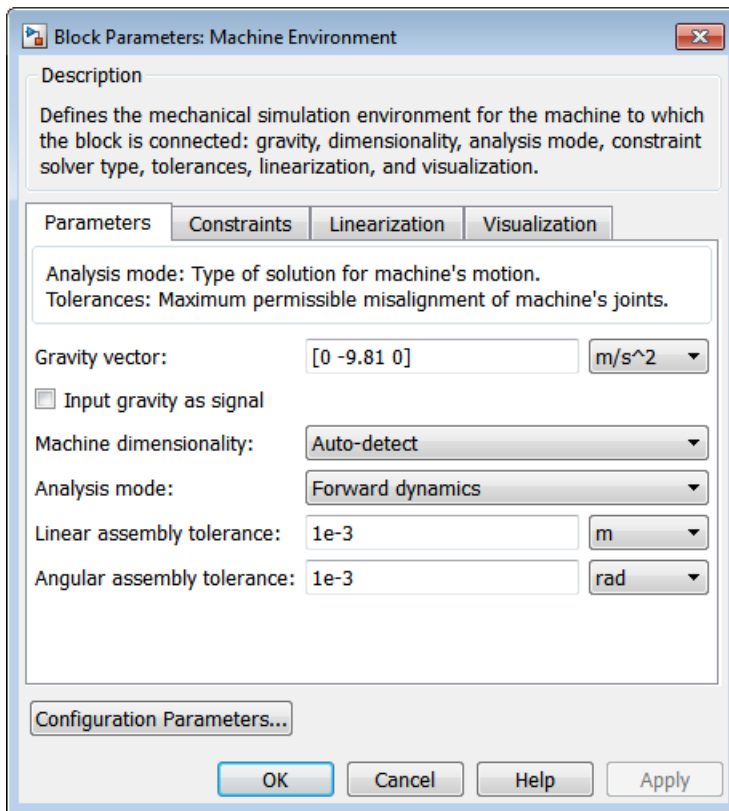 Block Parameters: Machine Environment
Description
Defines the mechanical simulation environment for the machine to which
the block is connected: gravity, dimensionality, analysis mode, constraint
solver type, tolerances, linearization, and visualization.
Parameters Constraints Linearization Visualization
Analysis mode: Type of solution for machine's motion.
Tolerances: Maximum permissible misalignment of machine's joints.
Gravity vector: [0 -9.81 0] m/s^2
Input gravity as signal
Machine dimensionality: Auto-detect
Analysis mode: Forward dynamics
Linear assembly tolerance: 1e-3 m
Angular assembly tolerance: 1e-3 rad
Configuration Parameters...
OK Cancel Help Apply